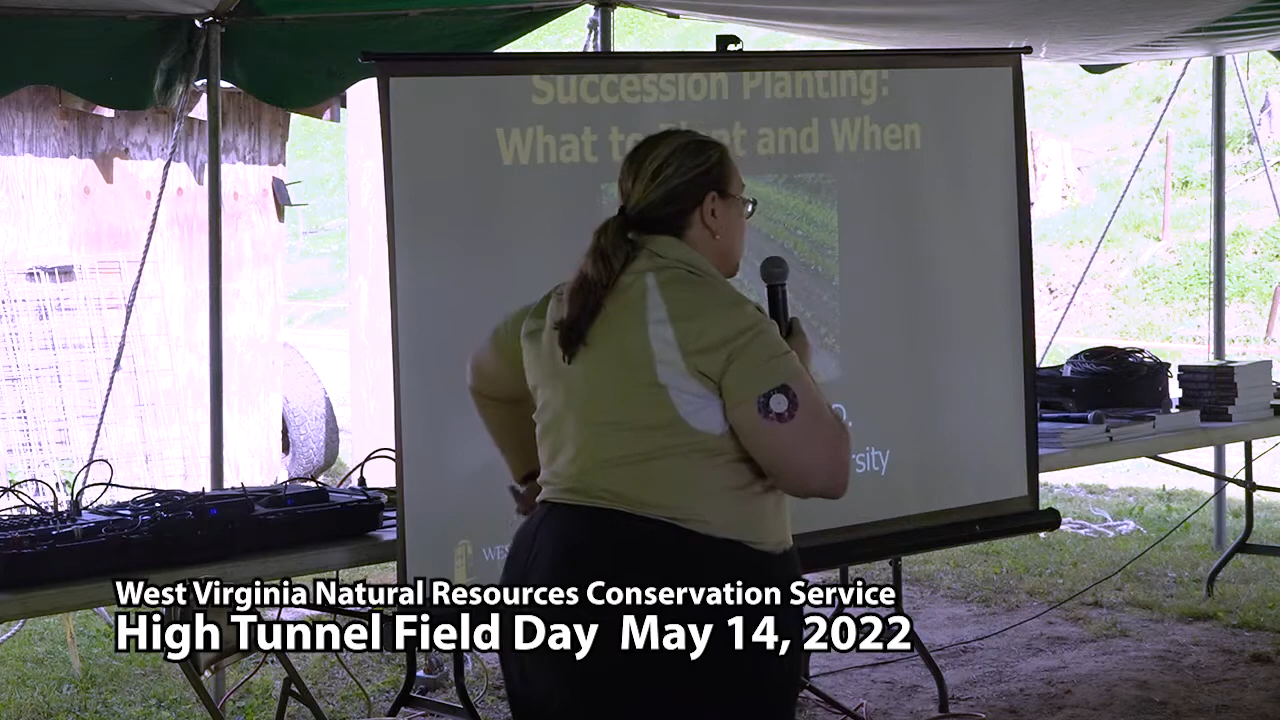 Succession Planting:
What to Plant and When
West Virginia Natural Resources Conservation Service
High Tunnel Field Day May 14, 2022